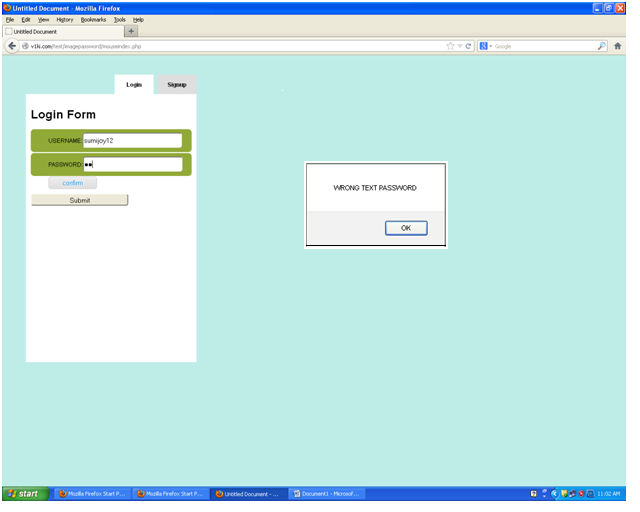 Untitled Document - Mozilla Firefox
File Edit View History Bookmarks Tools Help
Untitled Document +
v1ki.com/test/imagepassword/mouseindex.php
Google
Login Signup
Login Form
USERNAME: sumijoy12
PASSWORD: ●●
confirm
Submit
WRONG TEXT PASSWORD
OK
start Mozilla Firefox Start P... Mozilla Firefox Start P... Untitled Document - ... Document1 - Microsof... 11:02 AM